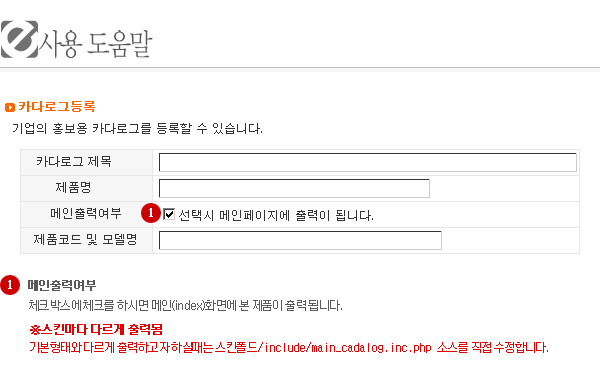 e사용 도움말
카다로그등록
기업의 홍보용 카다로그를 등록할 수 있습니다.
카다로그 제목
제품명
메인출력여부 1 선택시 메인페이지에 출력이 됩니다.
제품코드 및 모델명
1 메인출력여부
체크박스에 체크를 하시면 메인(index)화면에 본 제품이 출력됩니다.
※스킨마다 다르게 출력됨
기본형태와 다르게 출력하고자 하실때는 스킨폴드/include/main_cadalog.inc.php 소스를 직접 수정합니다.